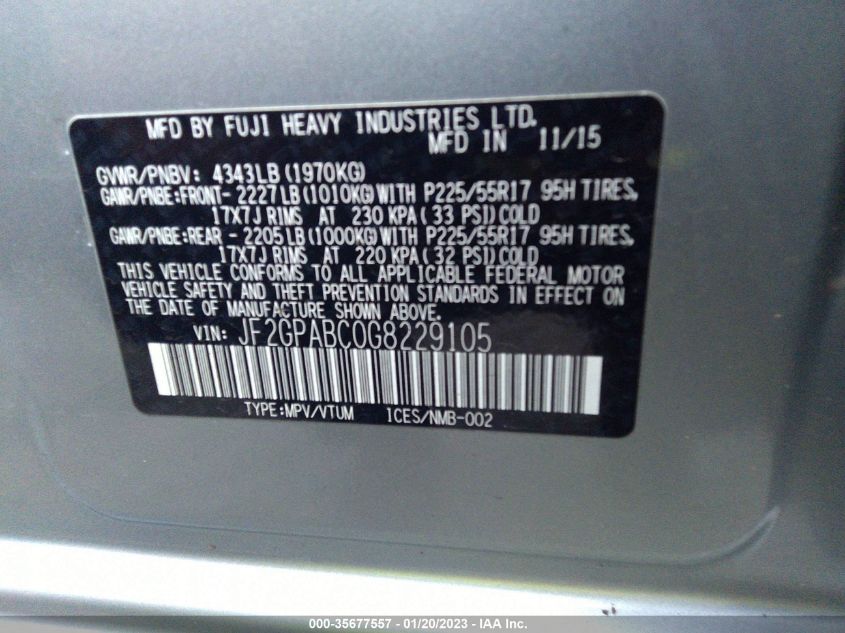 MFD BY FUJI HEAVY INDUSTRIES LTD.
MFD IN 11/15
GVWR/PNBV: 4343LB (1970KG)
GAWR/PNBE:FRONT- 2227LB (1010KG) WITH P225/55R17 95H TIRES,
17X7J RIMS AT 230 KPA ( 33 PSI) COLD
GAWR/PNBE:REAR - 2205LB (1000KG) WITH P225/55R17 95H TIRES,
17X7J RIMS AT 220 KPA ( 32 PSI) COLD
THIS VEHICLE CONFORMS TO ALL APPLICABLE FEDERAL MOTOR
VEHICLE SAFETY AND THEFT PREVENTION STANDARDS IN EFFECT ON
THE DATE OF MANUFACTURE SHOWN ABOVE.
VIN: JF2GPABC0G8229105
TYPE:MPV/VTUM ICES/NMB-002
000-35677557 - 01/20/2023 - IAA Inc.